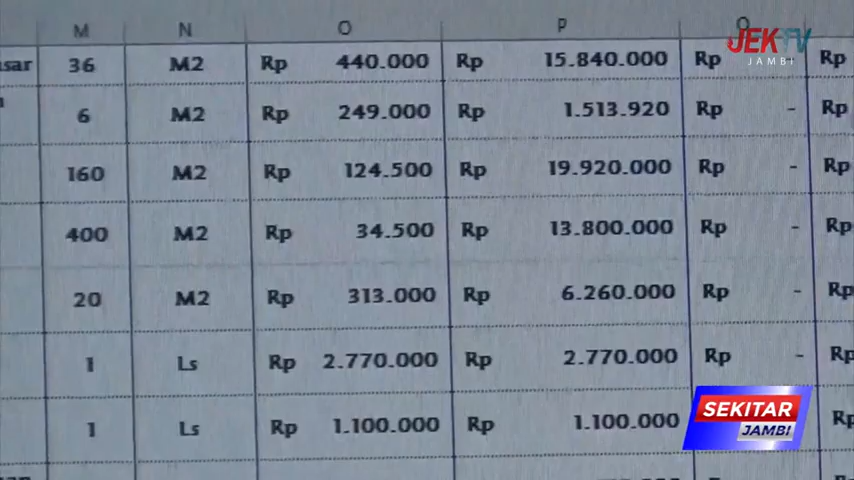 M N O P Q
sar 36 M2 Rp 440.000 Rp 15.840.000 Rp Rp
6 M2 Rp 249.000 Rp 1.513.920 Rp - Rp
160 M2 Rp 124.500 Rp 19.920.000 Rp - Rp
400 M2 Rp 34.500 Rp 13.800.000 Rp - Rp
20 M2 Rp 313.000 Rp 6.260.000 Rp - Rp
1 Ls Rp 2.770.000 Rp 2.770.000 Rp - Rp
1 Ls Rp 1.100.000 Rp 1.100.000 Rp
JEKTV
JAMBI
SEKITAR
JAMBI